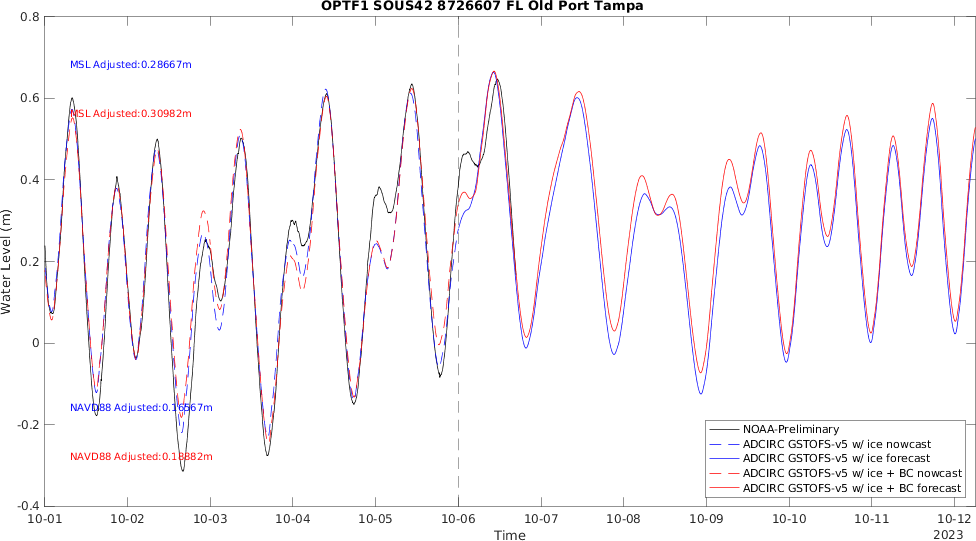 OPTF1 SOUS42 8726607 FL Old Port Tampa
0.8
0.6
0.4
0.2
0
-0.2
-0.4
Water Level (m)
MSL Adjusted:0.28667m
MSL Adjusted:0.30982m
NAVD88 Adjusted:0.16567m
NAVD88 Adjusted:0.18882m
NOAA-Preliminary
ADCIRC GSTOFS-v5 w/ ice nowcast
ADCIRC GSTOFS-v5 w/ ice forecast
ADCIRC GSTOFS-v5 w/ ice + BC nowcast
ADCIRC GSTOFS-v5 w/ ice + BC forecast
10-01 10-02 10-03 10-04 10-05 10-06 10-07 10-08 10-09 10-10 10-11 10-12
Time
2023